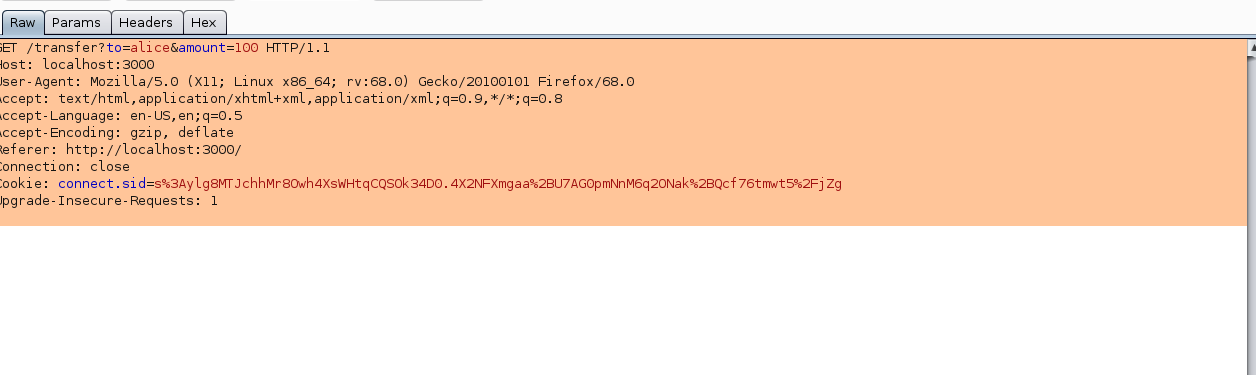 Raw Params Headers Hex
GET /transfer?to=alice&amount=100 HTTP/1.1
Host: localhost:3000
User-Agent: Mozilla/5.0 (X11; Linux x86_64; rv:68.0) Gecko/20100101 Firefox/68.0
Accept: text/html,application/xhtml+xml,application/xml;q=0.9,*/*;q=0.8
Accept-Language: en-US,en;q=0.5
Accept-Encoding: gzip, deflate
Referer: http://localhost:3000/
Connection: close
Cookie: connect.sid=s%3Aylg8MTJchhMr8Owh4XsWHtqCQSOk34D0.4X2NFXmgaa%2BU7AG0pmNnM6q2ONak%2BQcf76tmwt5%2FjZg
Upgrade-Insecure-Requests: 1